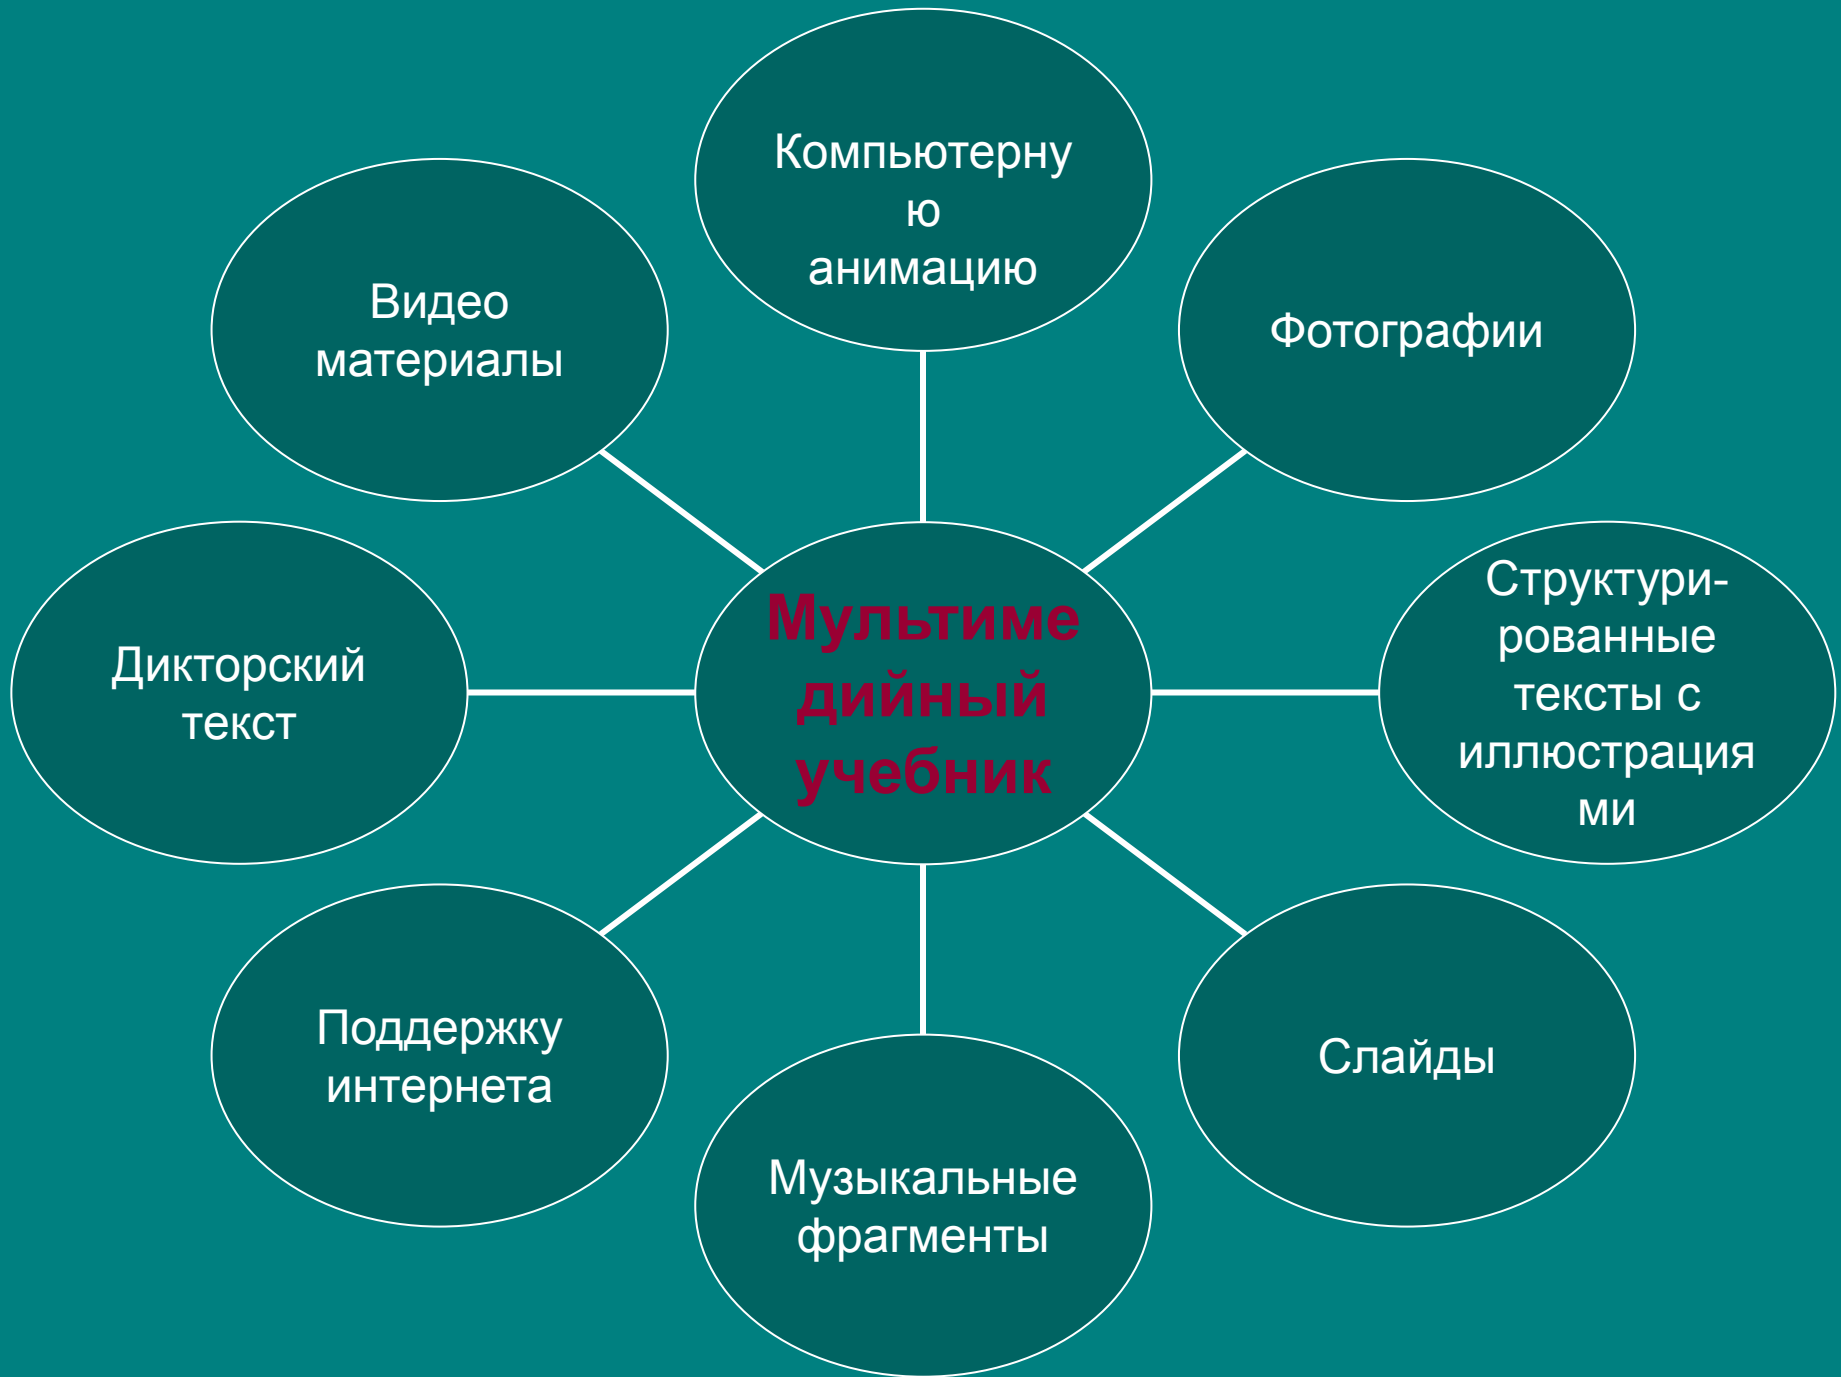 Компьютерну
ю
анимацию
Фотографии
Структури-
рованные
тексты с
иллюстрация
ми
Слайды
Музыкальные
фрагменты
Поддержку
интернета
Дикторский
текст
Видео
материалы
Мультиме
дийный
учебник